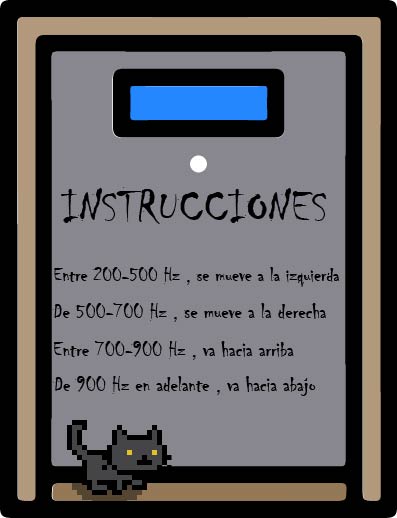 INSTRUCCIONES
Entre 200-500 Hz , se mueve a la izquierda
De 500-700 Hz , se mueve a la derecha
Entre 700-900 Hz , va hacia arriba
De 900 Hz en adelante , va hacia abajo